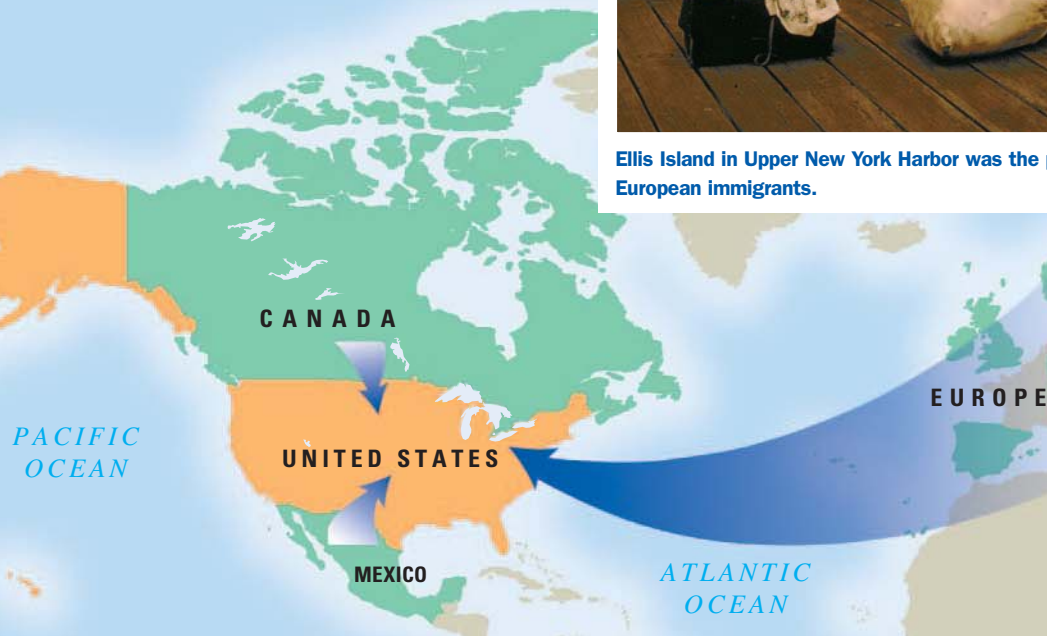 Ellis Island in Upper New York Harbor was the
European immigrants.
CANADA
EUROPE
PACIFIC
OCEAN
UNITED STATES
MEXICO
ATLANTIC
OCEAN